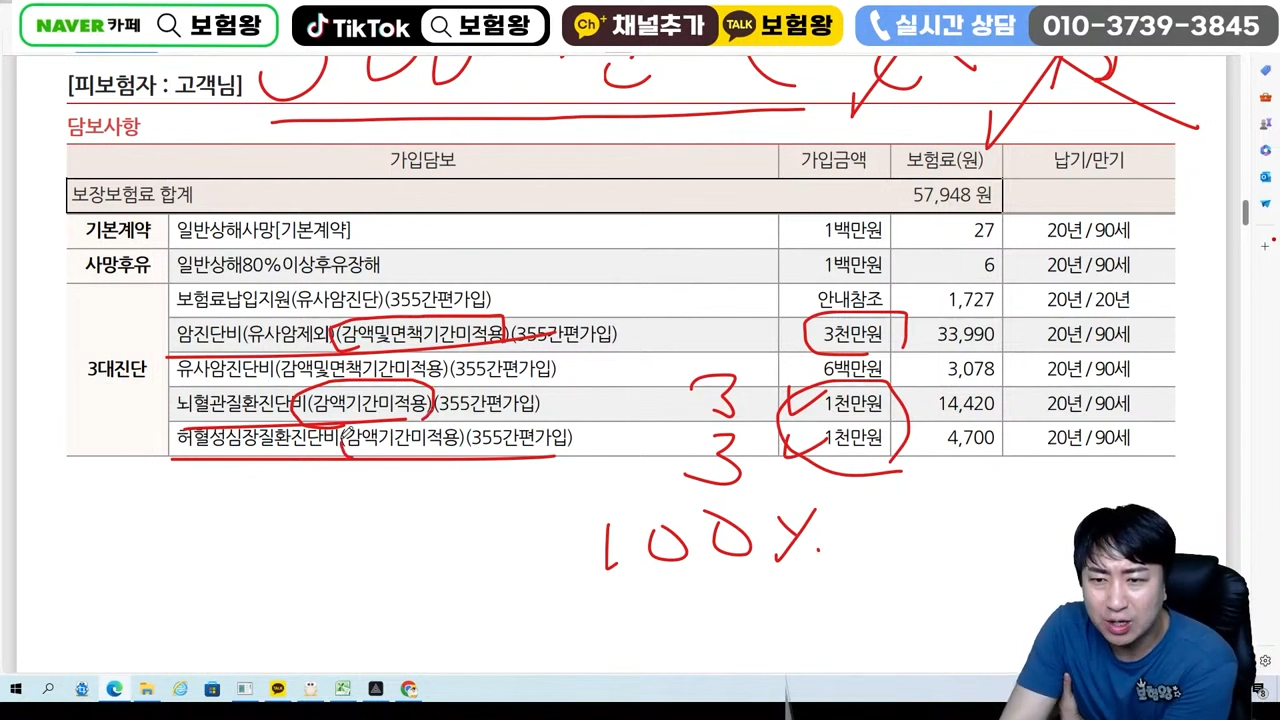 NAVER 카페 보험왕 TikTok 보험왕 Ch+ 채널추가 TALK 보험왕 실시간 상담 010-3739-3845
[피보험자 : 고객님]
담보사항
가입담보 가입금액 보험료(원) 납기/만기
보장보험료 합계 57,948 원
기본계약 일반상해사망[기본계약] 1백만원 27 20년 / 90세
사망후유 일반상해80%이상후유장해 1백만원 6 20년 / 90세
3대진단 보험료납입지원(유사암진단)(355간편가입) 안내참조 1,727 20년 / 20년
암진단비(유사암제외)(감액및면책기간미적용)(355간편가입) 3천만원 33,990 20년 / 90세
유사암진단비(감액및면책기간미적용)(355간편가입) 6백만원 3,078 20년 / 90세
뇌혈관질환진단비(감액기간미적용)(355간편가입) 3 1천만원 14,420 20년 / 90세
허혈성심장질환진단비(감액기간미적용)(355간편가입) 3 1천만원 4,700 20년 / 90세
100%
보험왕